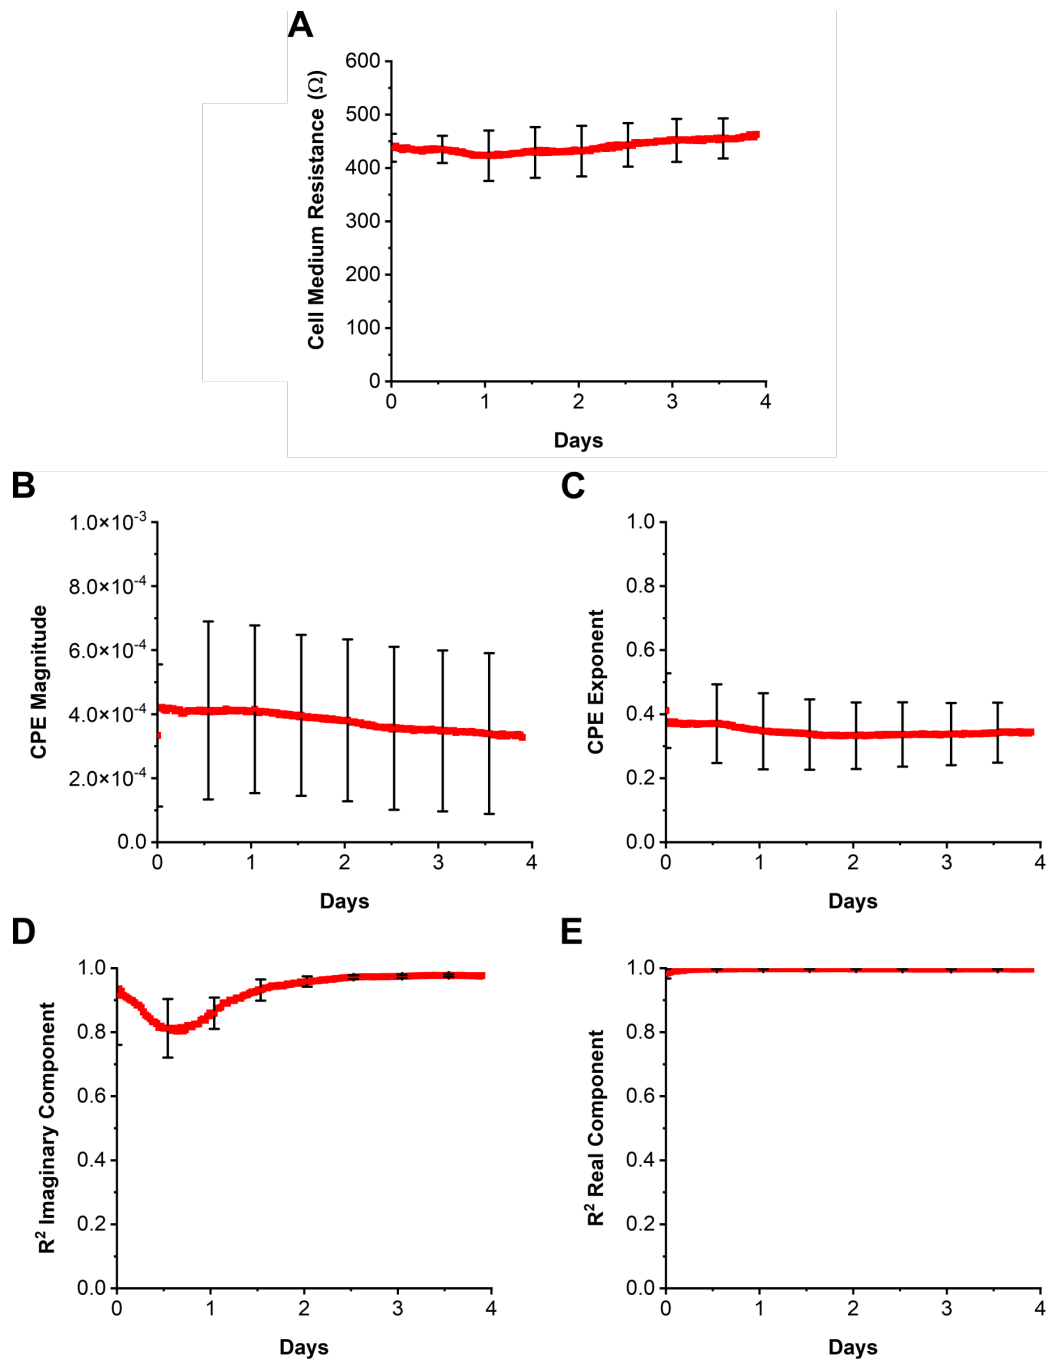 A
Cell Medium Resistance (Ω)
600
500
400
300
200
100
0
0 1 2 3 4
Days
B
CPE Magnitude
1.0×10⁻³
8.0×10⁻⁴
6.0×10⁻⁴
4.0×10⁻⁴
2.0×10⁻⁴
0.0
0 1 2 3 4
Days
C
CPE Exponent
1.0
0.8
0.6
0.4
0.2
0.0
0 1 2 3 4
Days
D
R² Imaginary Component
1.0
0.8
0.6
0.4
0.2
0.0
0 1 2 3 4
Days
E
R² Real Component
1.0
0.8
0.6
0.4
0.2
0.0
0 1 2 3 4
Days